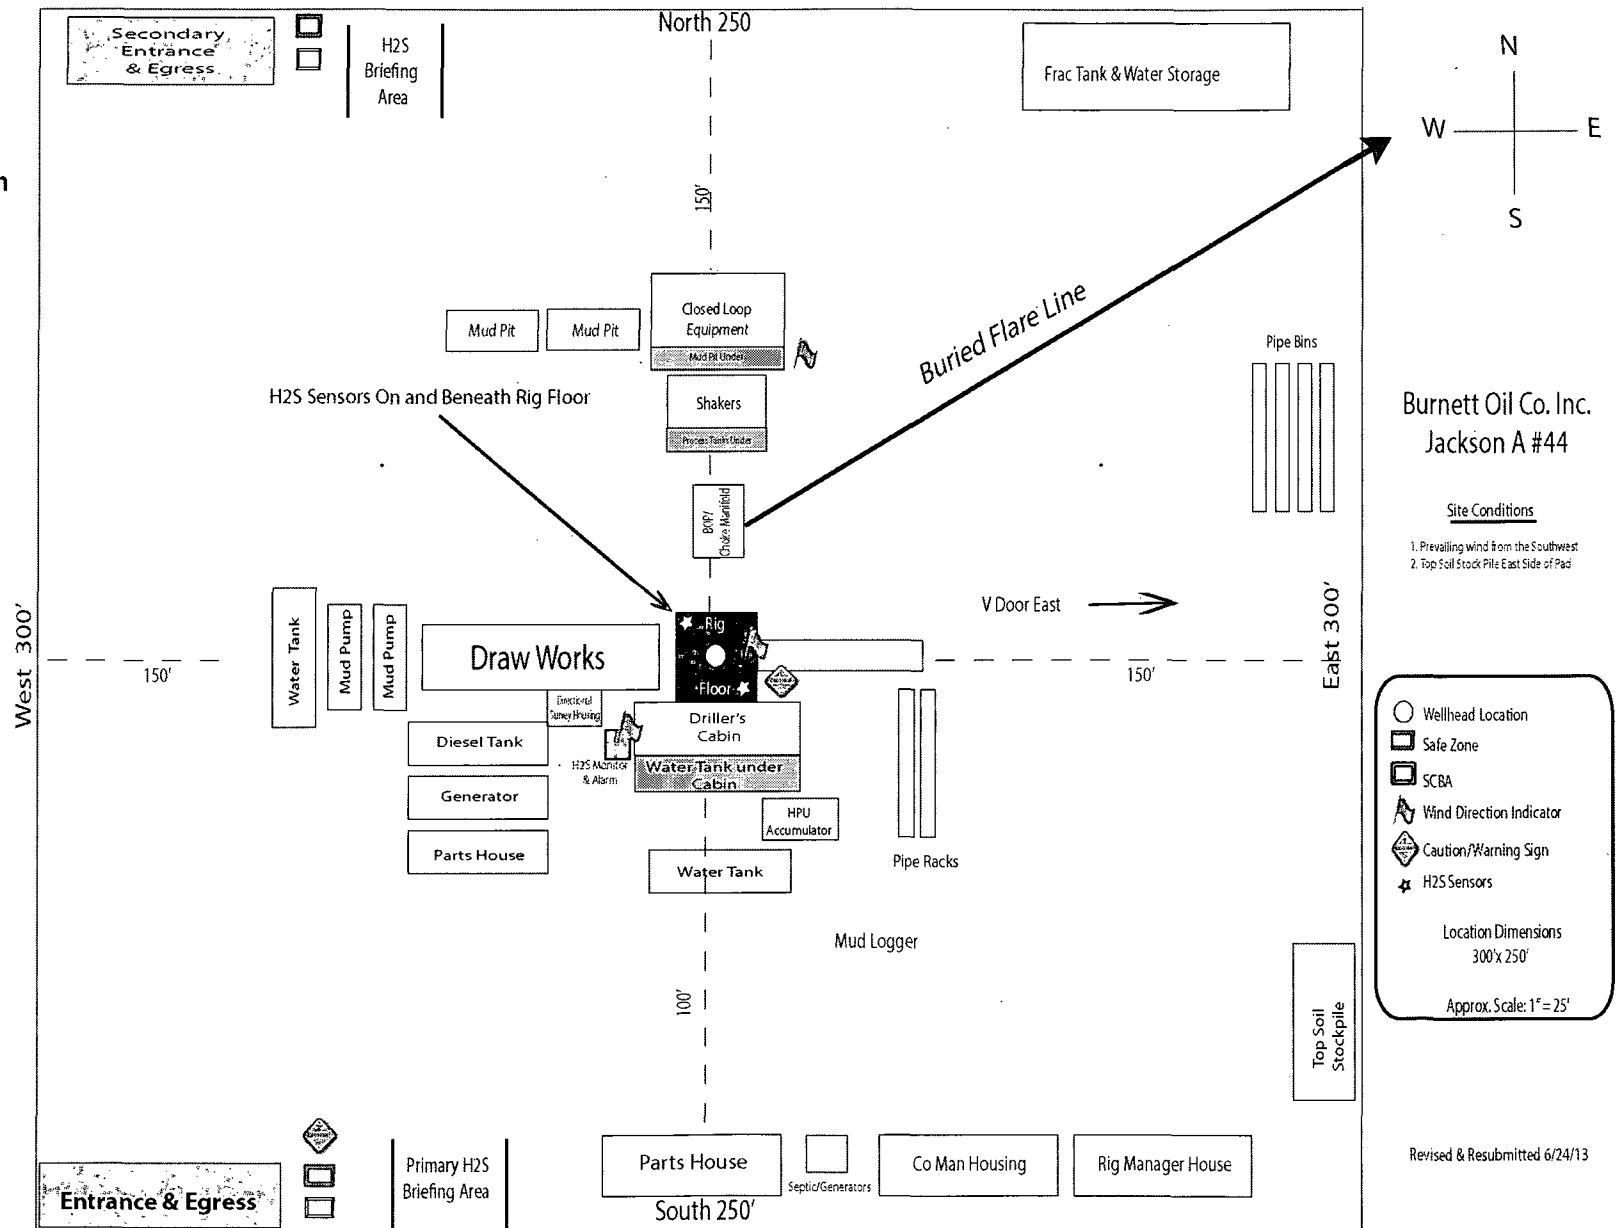 North 250
Secondary
Entrance
& Egress
H2S
Briefing
Area
Frac Tank & Water Storage
N
W
E
S
n
150'
Closed Loop
Equipment
Mud Pit Under
Mud Pit
Mud Pit
Buried Flare Line
Pipe Bins
H2S Sensors On and Beneath Rig Floor
Shakers
Process Tanks Under
Burnett Oil Co. Inc.
Jackson A #44
BOP/
Choke Manifold
Site Conditions
1. Prevailing wind from the Southwest
2. Top Soil Stock Pile East Side of Pad
V Door East
West 300'
150'
Water Tank
Mud Pump
Mud Pump
Draw Works
Rig
Floor
150'
East 300'
Directional
Survey Housing
Driller's
Cabin
Water Tank under
Cabin
Diesel Tank
H2S Monitor
& Alarm
Generator
HPU
Accumulator
Parts House
Water Tank
Pipe Racks
Mud Logger
100'
Wellhead Location
Safe Zone
SCBA
Wind Direction Indicator
Caution/Warning Sign
H2S Sensors
Location Dimensions
300'x 250'
Approx. Scale: 1" = 25'
Top Soil
Stockpile
Entrance & Egress
Primary H2S
Briefing Area
Parts House
Septic/Generators
Co Man Housing
Rig Manager House
South 250'
Revised & Resubmitted 6/24/13